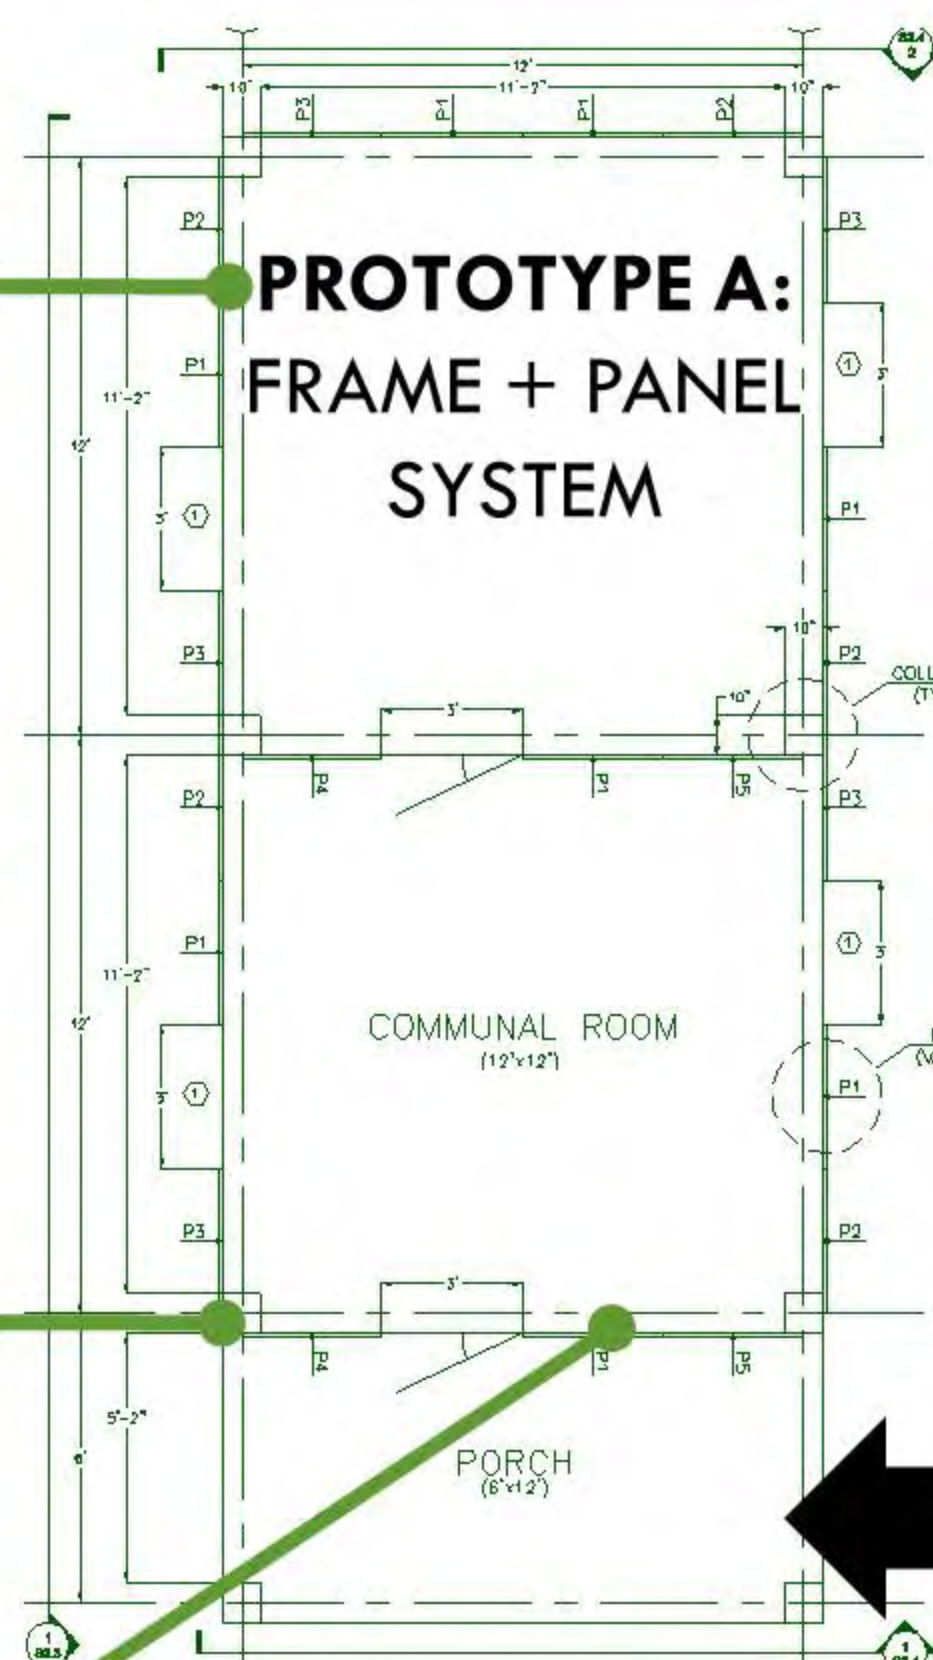 2
12'
10"
11'-2"
10"
P3
P1
P1
P2
P2
P3
PROTOTYPE A:
1
P1
FRAME + PANEL
11'-2"
3'
12'
SYSTEM
3'
1
P1
10"
P3
P2
COLL
10"
3'
P4
P1
P5
P2
P3
P1
1
3'
11'-2"
12'
COMMUNAL ROOM
(12'x12')
3'
1
P1
P3
P2
3'
P4
P1
P5
5'-2"
PORCH
(6'x12')
1
1